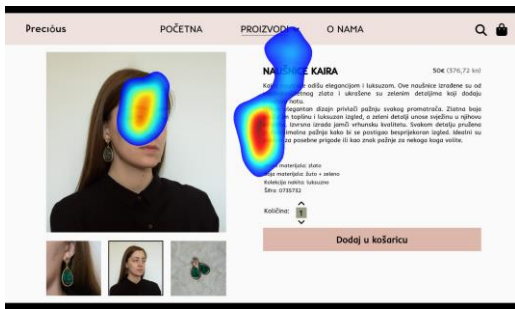 Precious
POČETNA
PROIZVODI
O NAMA
NAUŠNICE KAIRA
50€ (376,72 kn)
odišu elegancijom i luksuzom. Ove naušnice izrađene su od
zlata i ukrašene su zelenim detaljima koji dodaju
notu.
elegantan dizajn privlači pažnju svakog promatrača. Zlatna boja
toplinu i luksuzni izgled, a zeleni detalji unose svježinu u njihovu
Izvrsna izrada jamči vrhunsku kvalitetu. Svakom detalju pružena
maksimalna pažnja kako bi se postigao besprijekoran izgled. Idealni su
za posebne prigode ili kao znak pažnje za nekoga koga volite.
materijala: zlato
materijala: žuto + zeleno
Kolekcija nakita: luksuzno
Šifra: 0735732
Količina: 1
Dodaj u košaricu